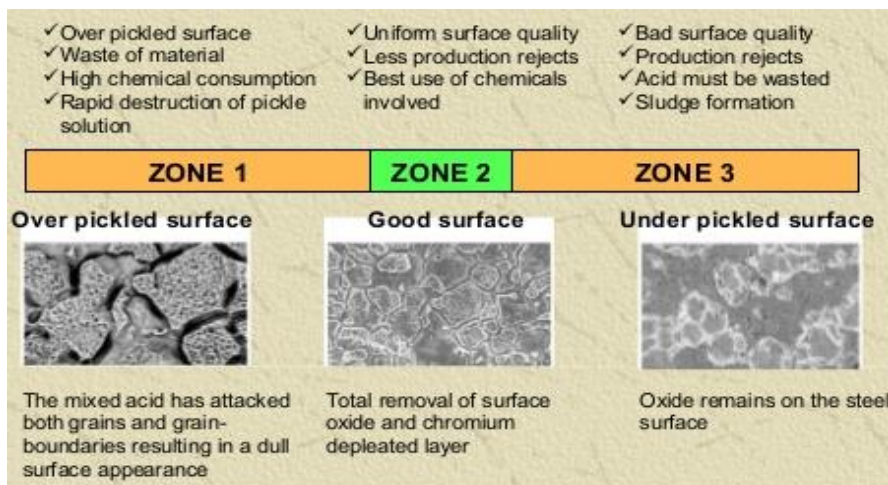 ✓Over pickled surface
✓Waste of material
✓High chemical consumption
✓Rapid destruction of pickle
solution
✓Uniform surface quality
✓Less production rejects
✓Best use of chemicals
involved
✓Bad surface quality
✓Production rejects
✓Acid must be wasted
✓Sludge formation
ZONE 1
ZONE 2
ZONE 3
Over pickled surface
Good surface
Under pickled surface
The mixed acid has attacked
both grains and grain-
boundaries resulting in a dull
surface appearance
Total removal of surface
oxide and chromium
depleated layer
Oxide remains on the steel
surface